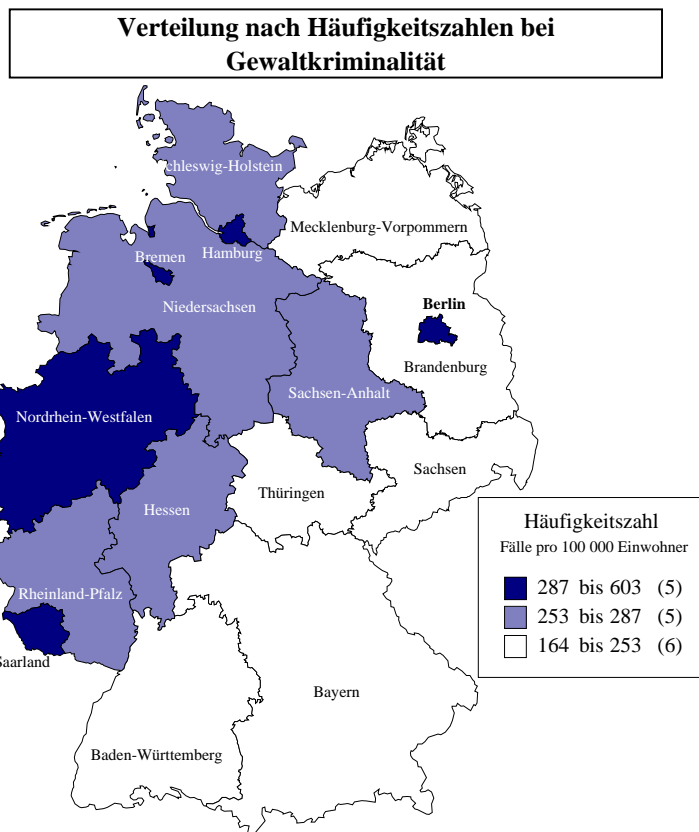 Verteilung nach Häufigkeitszahlen bei
Gewaltkriminalität
chleswig-Holstein
Mecklenburg-Vorpommern
Hamburg
Bremen
Niedersachsen
Berlin
Brandenburg
Sachsen-Anhalt
Nordrhein-Westfalen
Sachsen
Thüringen
Hessen
Rheinland-Pfalz
Saarland
Bayern
Baden-Württemberg
Häufigkeitszahl
Fälle pro 100 000 Einwohner
287 bis 603 (5)
253 bis 287 (5)
164 bis 253 (6)